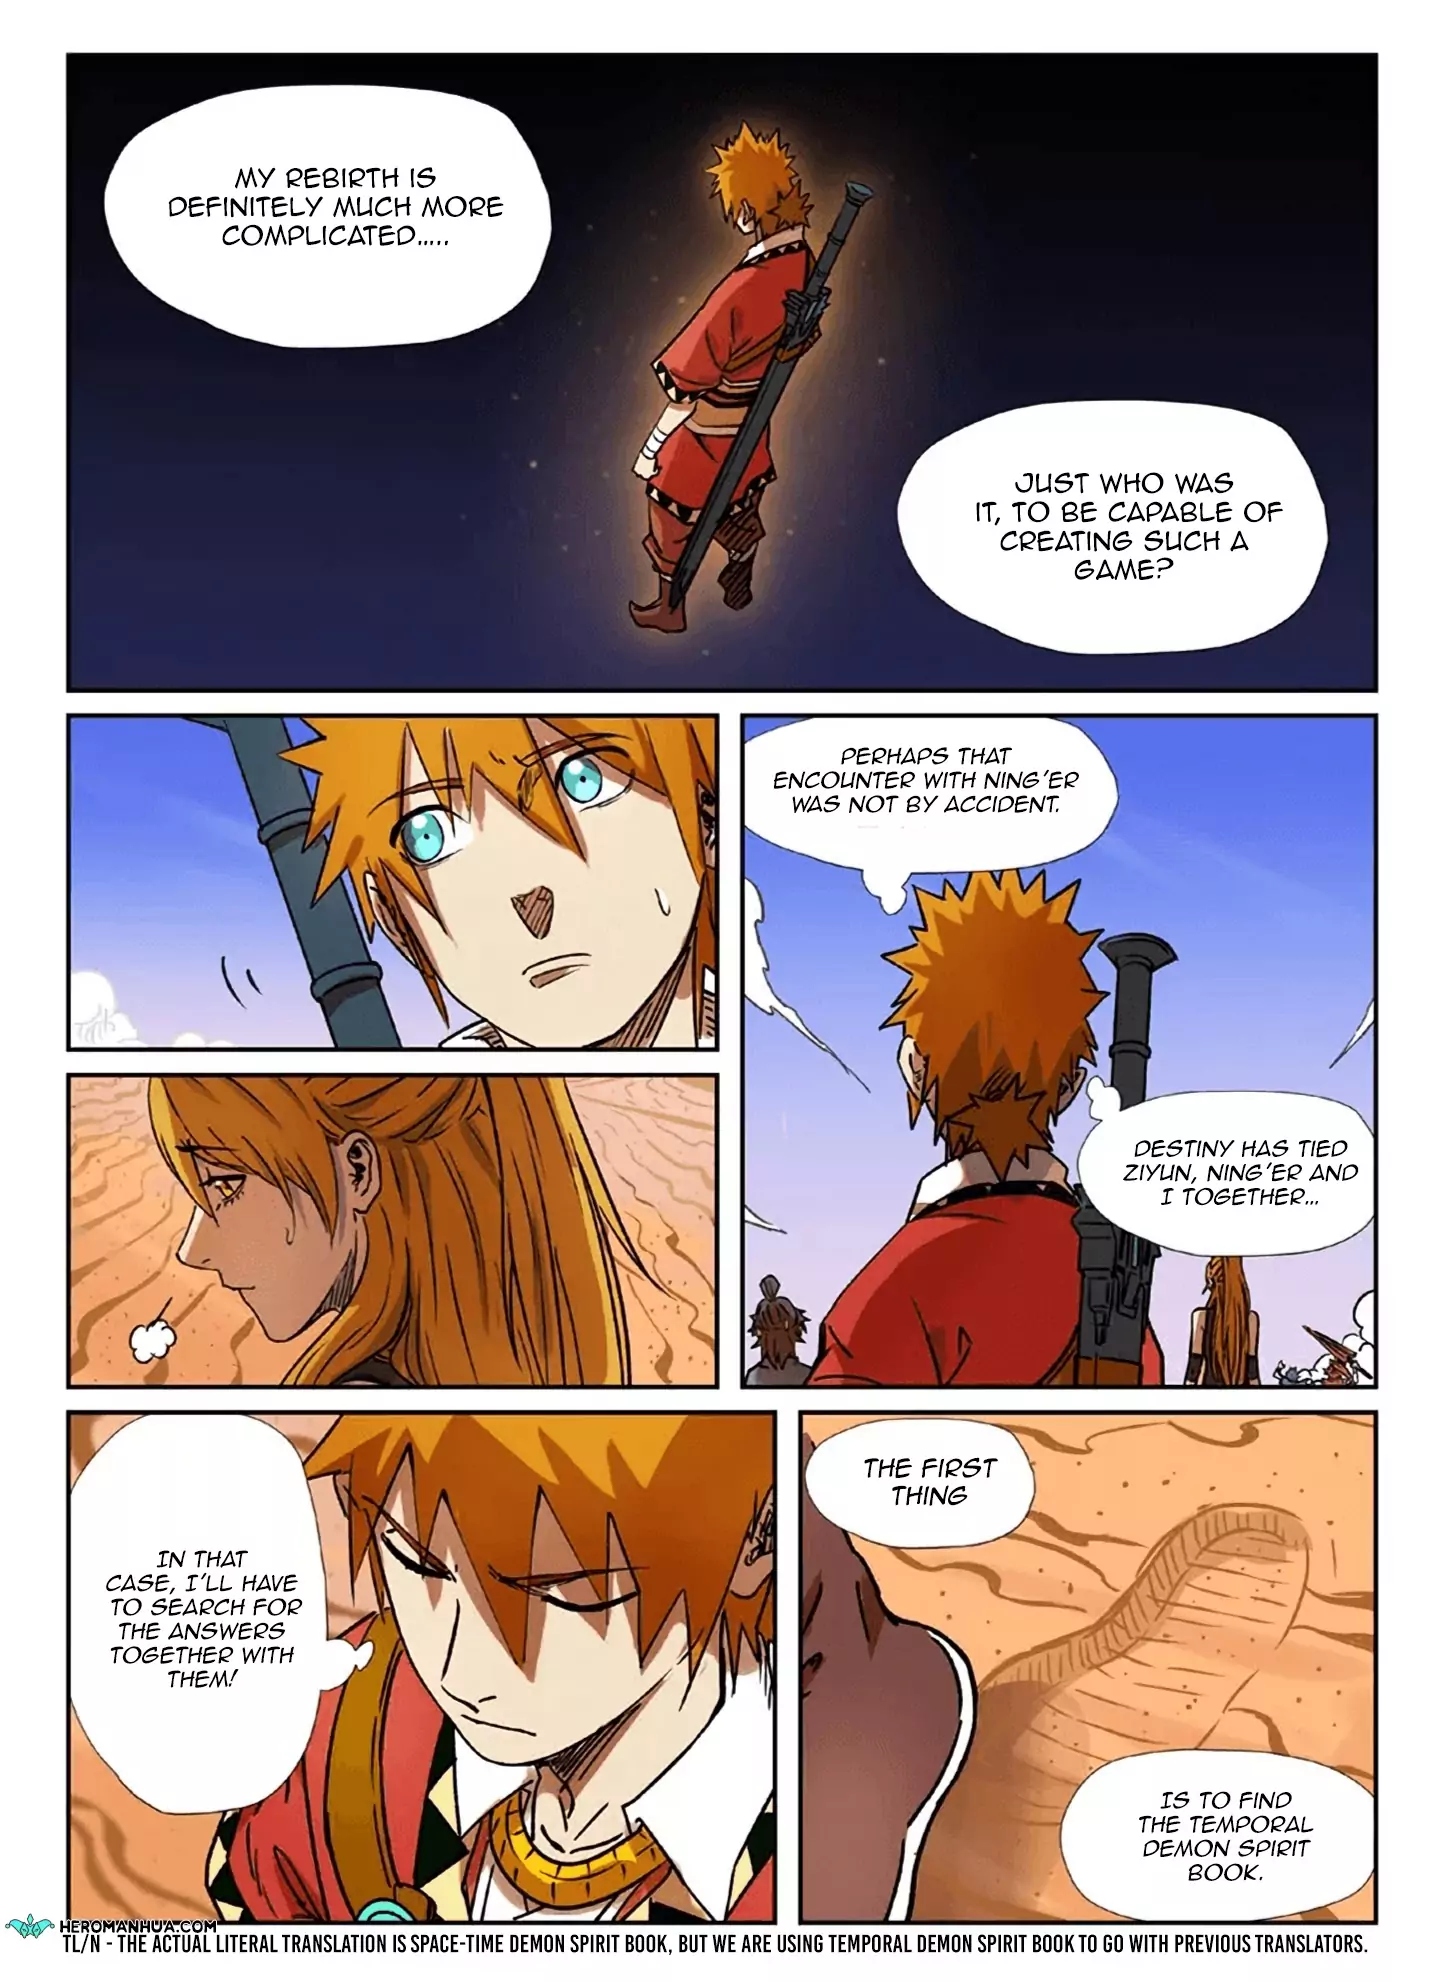 MY REBIRTH IS
DEFINITELY MUCH MORE
COMPLICATED.....
JUST WHO WAS
IT, TO BE CAPABLE OF
CREATING SUCH A
GAME?
PERHAPS THAT
ENCOUNTER WITH NING'ER
WAS NOT BY ACCIDENT.
DESTINY HAS TIED
ZIYUN, NING'ER AND
I TOGETHER...
IN THAT
CASE, I'LL HAVE
TO SEARCH FOR
THE ANSWERS
TOGETHER WITH
THEM!
THE FIRST
THING
IS TO FIND
THE TEMPORAL
DEMON SPIRIT
BOOK.
HEROMANHUA.COM
TL/N - THE ACTUAL LITERAL TRANSLATION IS SPACE-TIME DEMON SPIRIT BOOK, BUT WE ARE USING TEMPORAL DEMON SPIRIT BOOK TO GO WITH PREVIOUS TRANSLATORS.